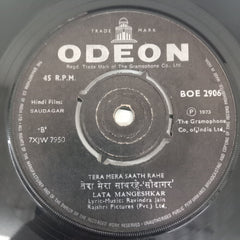 TRADE MARK
ODEON
Regd. Trade Mark of The Gramophone Co. Ltd.
45 R.P.M.
BOE 2906
Hindi Film:
SAUDAGAR
℗ 1973
The Gramophone
Co. of India Ltd.
'B'
7XJW 7950
TERA MERA SAATH RAHE
तेरा मेरा साथ रहे-'सौदागर'
LATA MANGESHKAR
Lyric-Music: Ravindra Jain
Rajshri Pictures (Pvt.) Ltd.